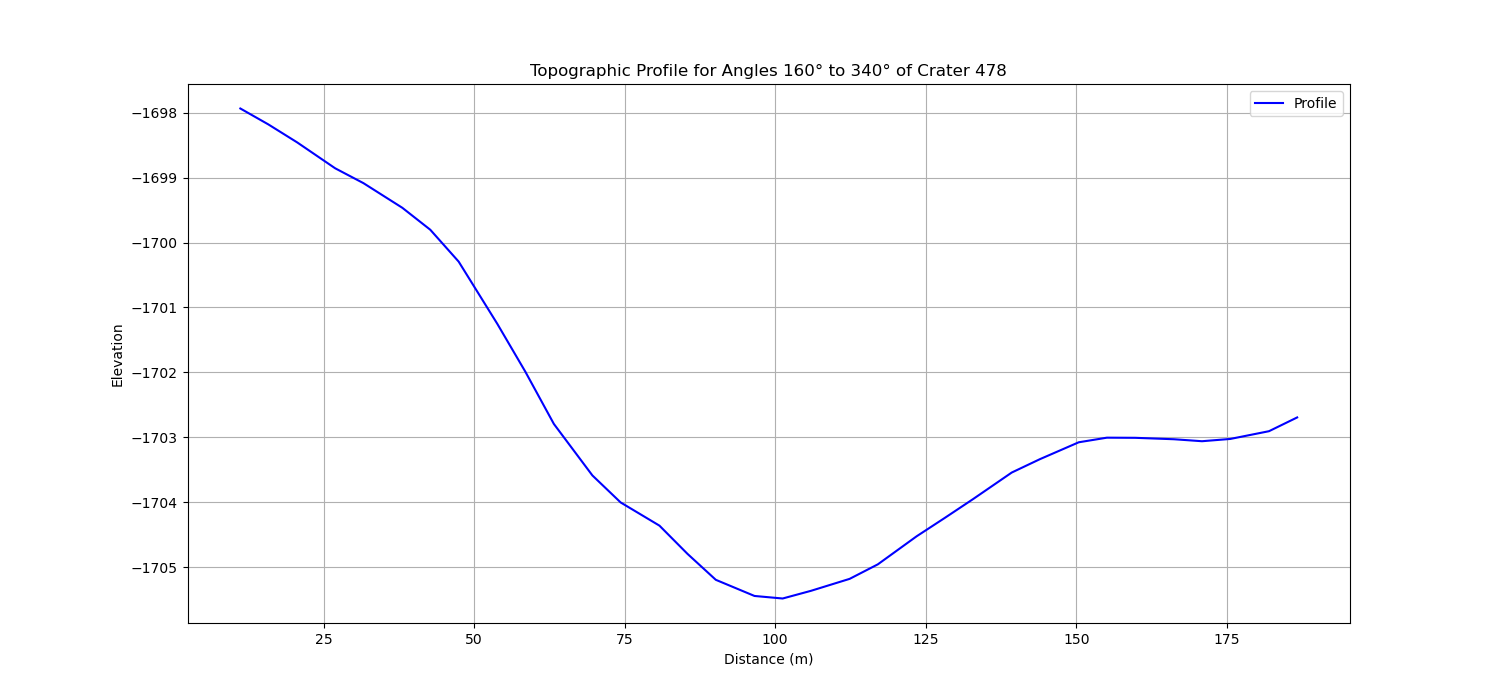 Topographic Profile for Angles 160° to 340° of Crater 478
Profile
−1698
−1699
−1700
−1701
−1702
−1703
−1704
−1705
Elevation
25 50 75 100 125 150 175
Distance (m)